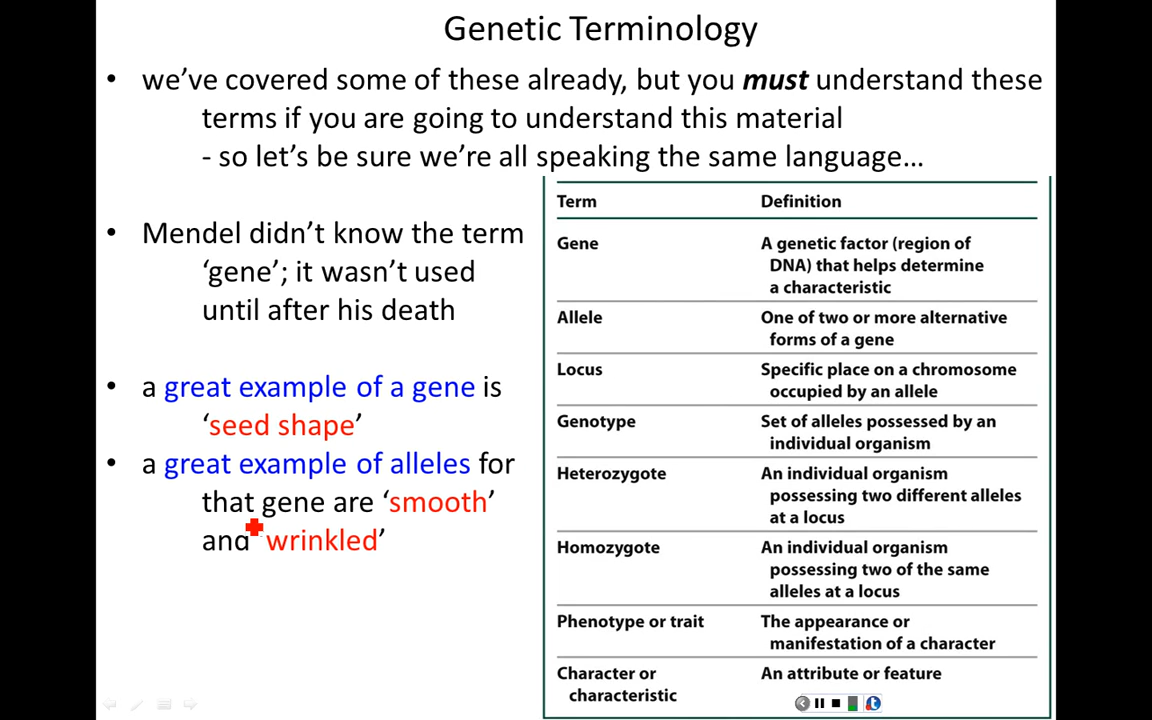 Genetic Terminology
• we've covered some of these already, but you must understand these
terms if you are going to understand this material
- so let's be sure we're all speaking the same language…
• Mendel didn't know the term
'gene'; it wasn't used
until after his death
• a great example of a gene is
'seed shape'
• a great example of alleles for
that gene are 'smooth'
and 'wrinkled'
Term Definition
Gene A genetic factor (region of
DNA) that helps determine
a characteristic
Allele One of two or more alternative
forms of a gene
Locus Specific place on a chromosome
occupied by an allele
Genotype Set of alleles possessed by an
individual organism
Heterozygote An individual organism
possessing two different alleles
at a locus
Homozygote An individual organism
possessing two of the same
alleles at a locus
Phenotype or trait The appearance or
manifestation of a character
Character or An attribute or feature
characteristic